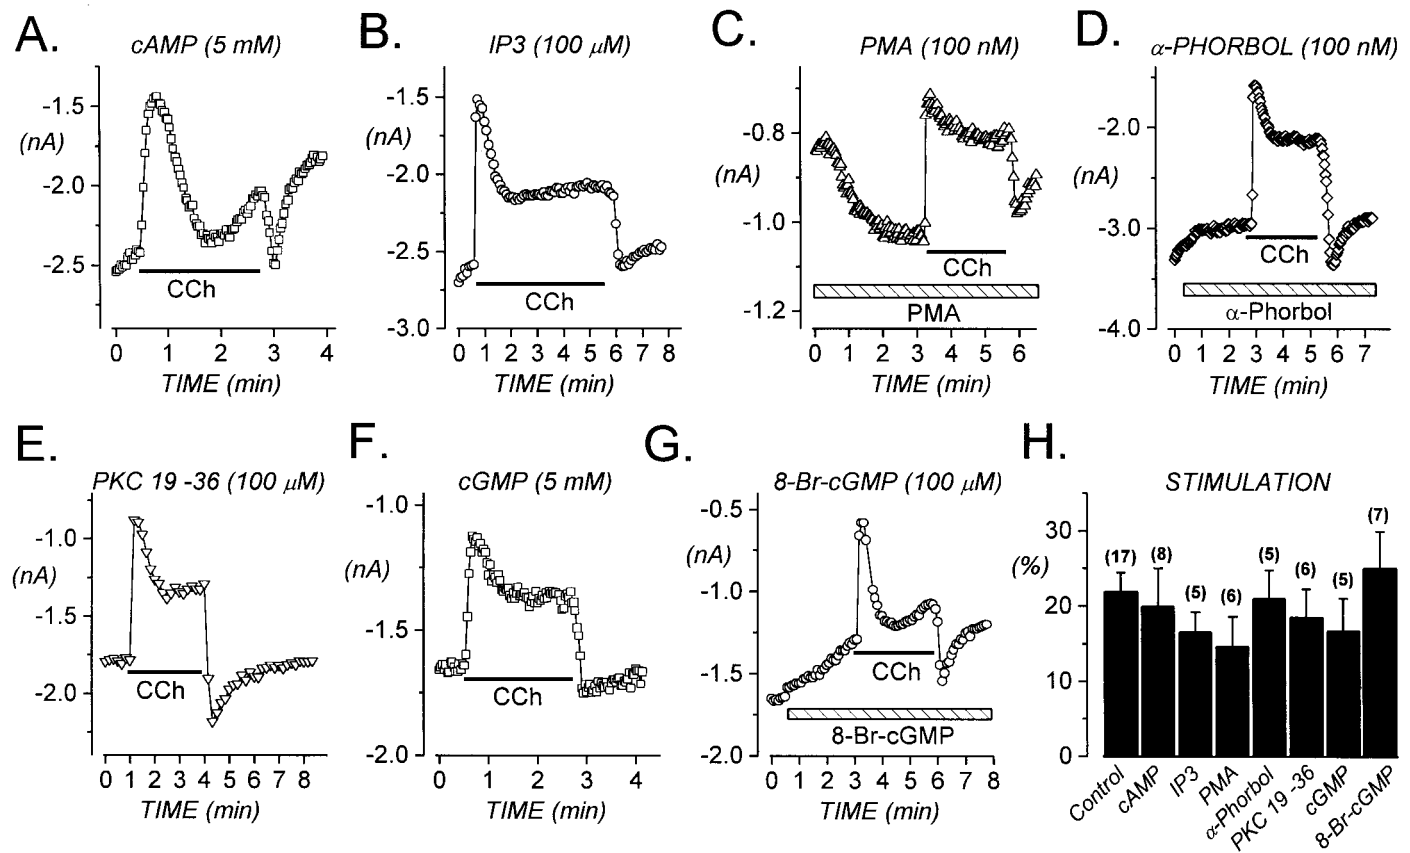 A.
cAMP (5 mM)
-1.5
(nA)
-2.0
-2.5
CCh
0 1 2 3 4
TIME (min)
B.
IP3 (100 μM)
-1.5
(nA)
-2.0
-2.5
-3.0
CCh
0 1 2 3 4 5 6 7 8
TIME (min)
C.
PMA (100 nM)
-0.8
(nA)
-1.0
-1.2
CCh
PMA
0 1 2 3 4 5 6
TIME (min)
D.
α-PHORBOL (100 nM)
-2.0
(nA)
-3.0
-4.0
CCh
α-Phorbol
0 1 2 3 4 5 6 7
TIME (min)
E.
PKC 19 -36 (100 μM)
-1.0
(nA)
-1.5
-2.0
CCh
0 1 2 3 4 5 6 7 8
TIME (min)
F.
cGMP (5 mM)
-1.0
(nA)
-1.5
-2.0
CCh
0 1 2 3 4
TIME (min)
G.
8-Br-cGMP (100 μM)
-0.5
(nA)
-1.0
-1.5
-2.0
CCh
8-Br-cGMP
0 1 2 3 4 5 6 7 8
TIME (min)
H.
STIMULATION
30
(%)
20
10
0
(17) (8) (5) (6) (5) (6) (5) (7)
Control
cAMP
IP3
PMA
α-Phorbol
PKC 19 -36
cGMP
8-Br-cGMP